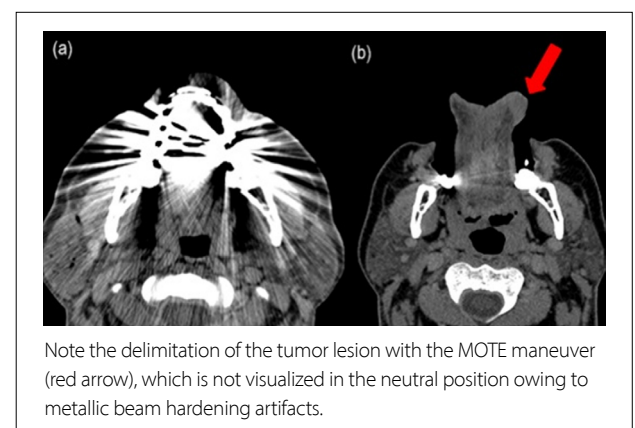 (a)
(b)
Note the delimitation of the tumor lesion with the MOTE maneuver
(red arrow), which is not visualized in the neutral position owing to
metallic beam hardening artifacts.